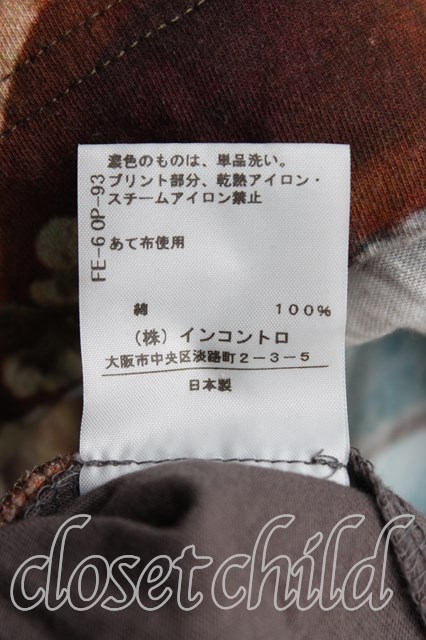 濃色のものは、単品洗い。
プリント部分、乾熱アイロン・
スチームアイロン禁止
あて布使用
FE-60P-93
綿 100%
（株）インコントロ
大阪市中央区淡路町2-3-5
日本製
closet child